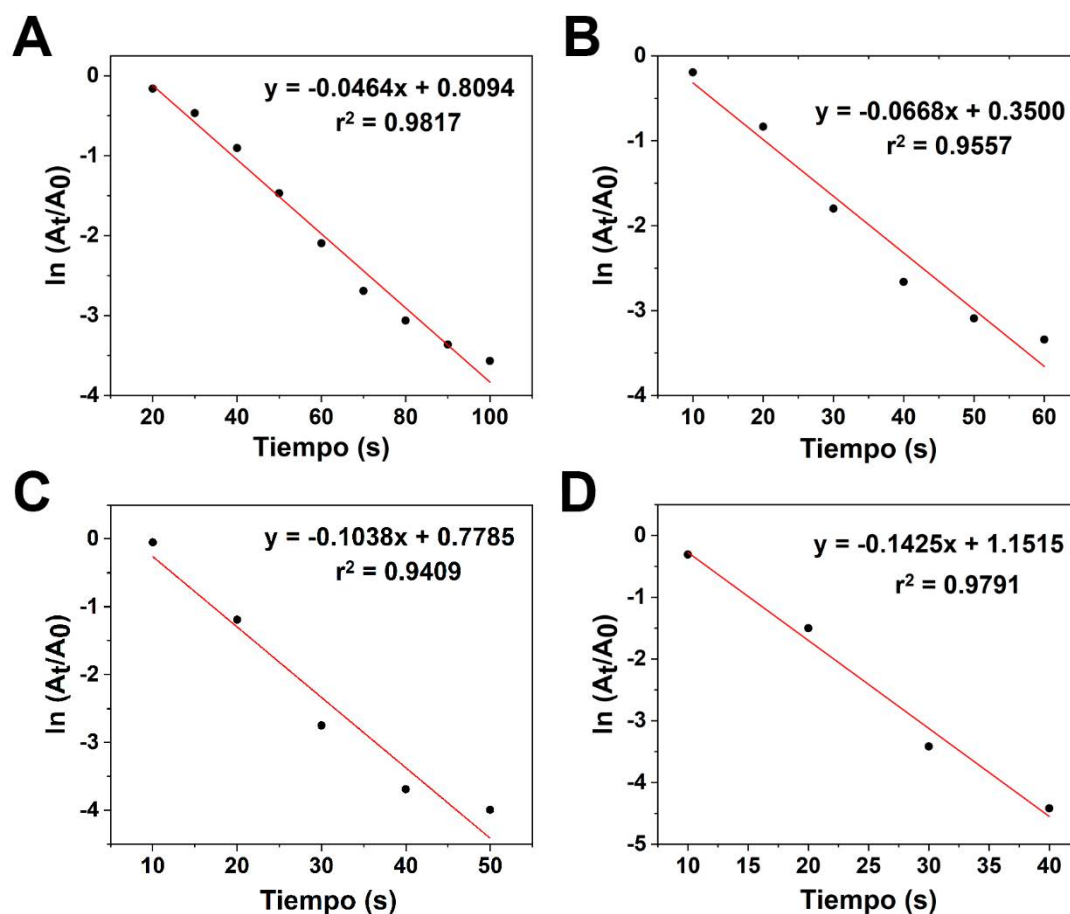 A
y = -0.0464x + 0.8094
r² = 0.9817
0
-1
-2
-3
-4
ln (At/A0)
20 40 60 80 100
Tiempo (s)
B
y = -0.0668x + 0.3500
r² = 0.9557
0
-1
-2
-3
-4
ln (At/A0)
10 20 30 40 50 60
Tiempo (s)
C
y = -0.1038x + 0.7785
r² = 0.9409
0
-1
-2
-3
-4
ln (At/A0)
10 20 30 40 50
Tiempo (s)
D
y = -0.1425x + 1.1515
r² = 0.9791
0
-1
-2
-3
-4
-5
ln (At/A0)
10 15 20 25 30 35 40
Tiempo (s)